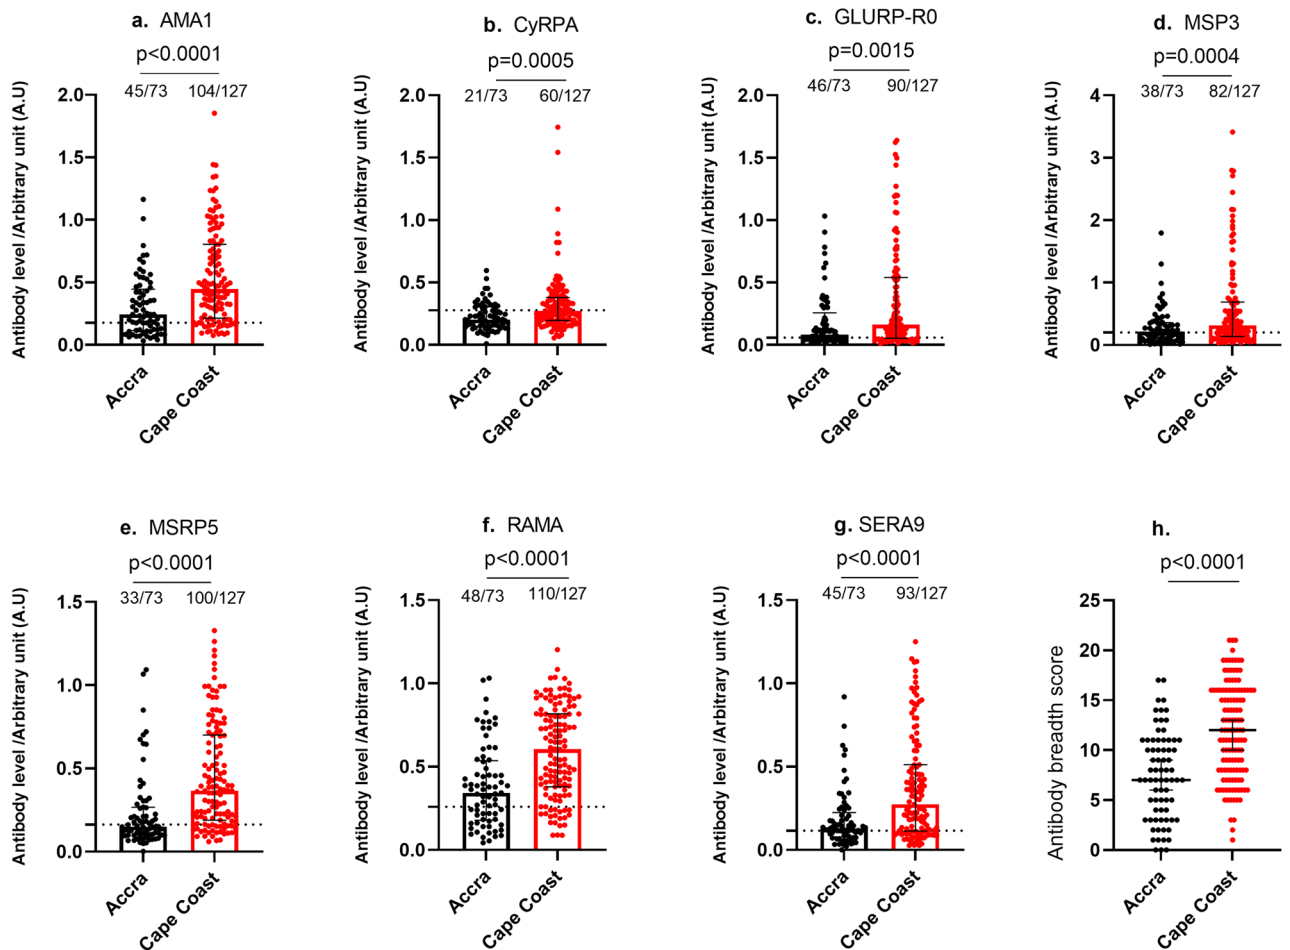 a. AMA1
p<0.0001
45/73 104/127
Antibody level /Arbitrary unit (A.U)
2.0
1.5
1.0
0.5
0.0
Accra
Cape Coast
b. CyRPA
p=0.0005
21/73 60/127
Antibody level /Arbitrary unit (A.U)
2.0
1.5
1.0
0.5
0.0
Accra
Cape Coast
c. GLURP-R0
p=0.0015
46/73 90/127
Antibody level /Arbitrary unit (A.U)
2.0
1.5
1.0
0.5
0.0
Accra
Cape Coast
d. MSP3
p=0.0004
38/73 82/127
Antibody level /Arbitrary unit (A.U)
4
3
2
1
0
Accra
Cape Coast
e. MSRP5
p<0.0001
33/73 100/127
Antibody level /Arbitrary unit (A.U)
1.5
1.0
0.5
0.0
Accra
Cape Coast
f. RAMA
p<0.0001
48/73 110/127
Antibody level /Arbitrary unit (A.U)
1.5
1.0
0.5
0.0
Accra
Cape Coast
g. SERA9
p<0.0001
45/73 93/127
Antibody level /Arbitrary unit (A.U)
1.5
1.0
0.5
0.0
Accra
Cape Coast
h.
p<0.0001
Antibody breadth score
25
20
15
10
5
0
Accra
Cape Coast